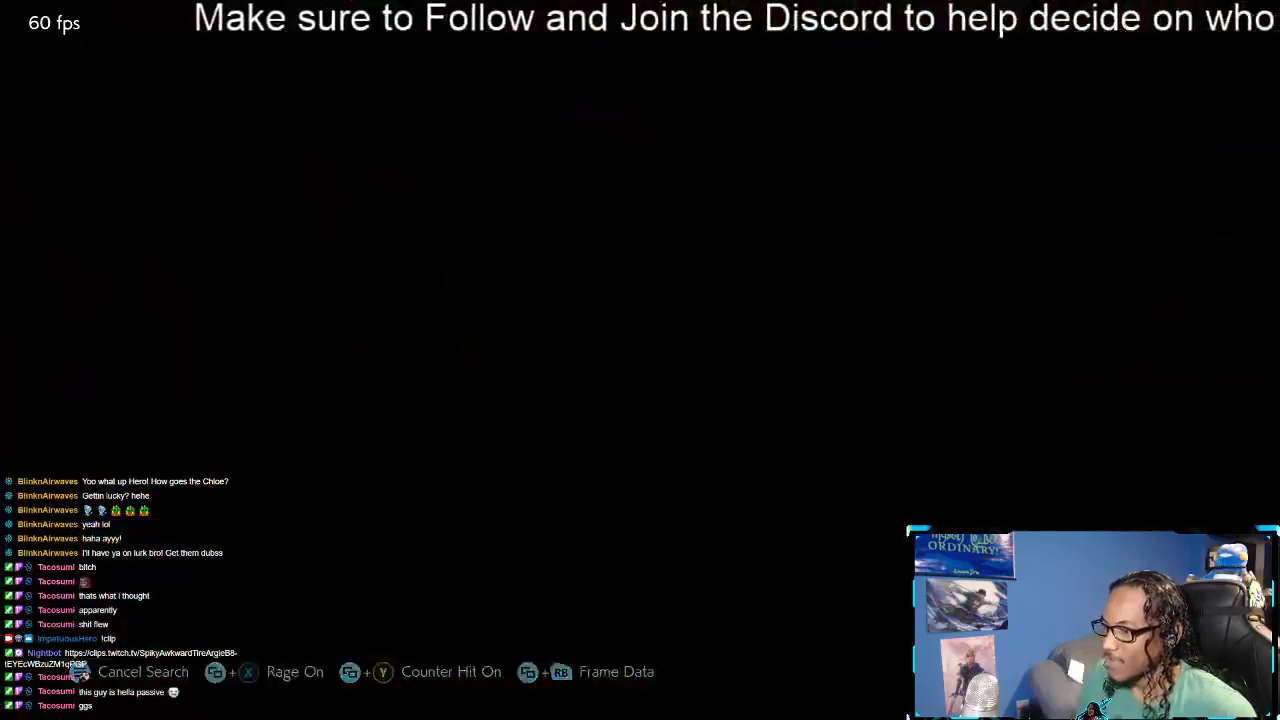 60 fps
Make sure to Follow and Join the Discord to help decide on who
BlinknAirwaves Yoo what up Hero! How goes the Chloe?
BlinknAirwaves Gettin lucky? hehe
BlinknAirwaves
BlinknAirwaves yeah lol
BlinknAirwaves haha ayyy!
BlinknAirwaves I'll have ya on lurk bro! Get them dubss
Tacosumi bitch
Tacosumi
Tacosumi thats what i thought
Tacosumi apparently
Tacosumi shit flew
ImpetuousHero !clip
Nightbot https://clips.twitch.tv/SpikyAwkwardTireArgieB8-
Tacosumi this guy is hella passive
Tacosumi ggs
Cancel Search + X Rage On + Y Counter Hit On + RB Frame Data
ORDINARY!